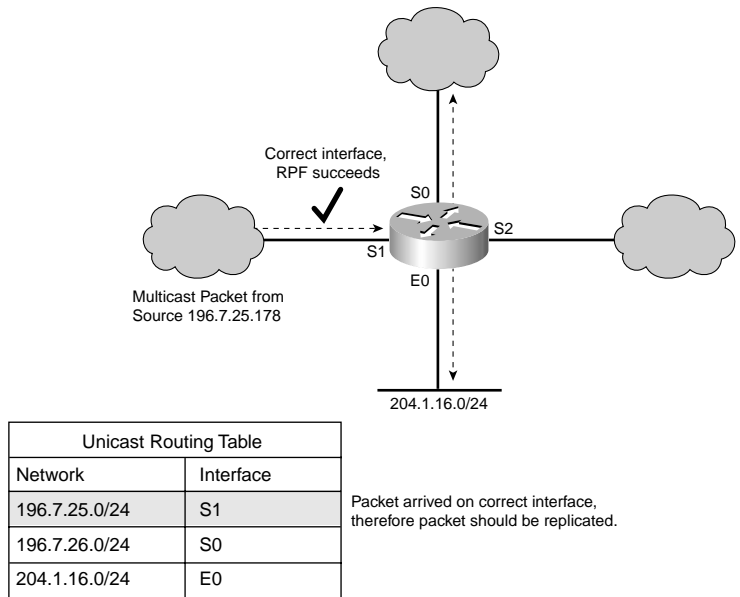 Correct interface,
RPF succeeds
S0
S2
S1
E0
Multicast Packet from
Source 196.7.25.178
204.1.16.0/24
Unicast Routing Table
Network Interface
196.7.25.0/24 S1
196.7.26.0/24 S0
204.1.16.0/24 E0
Packet arrived on correct interface,
therefore packet should be replicated.